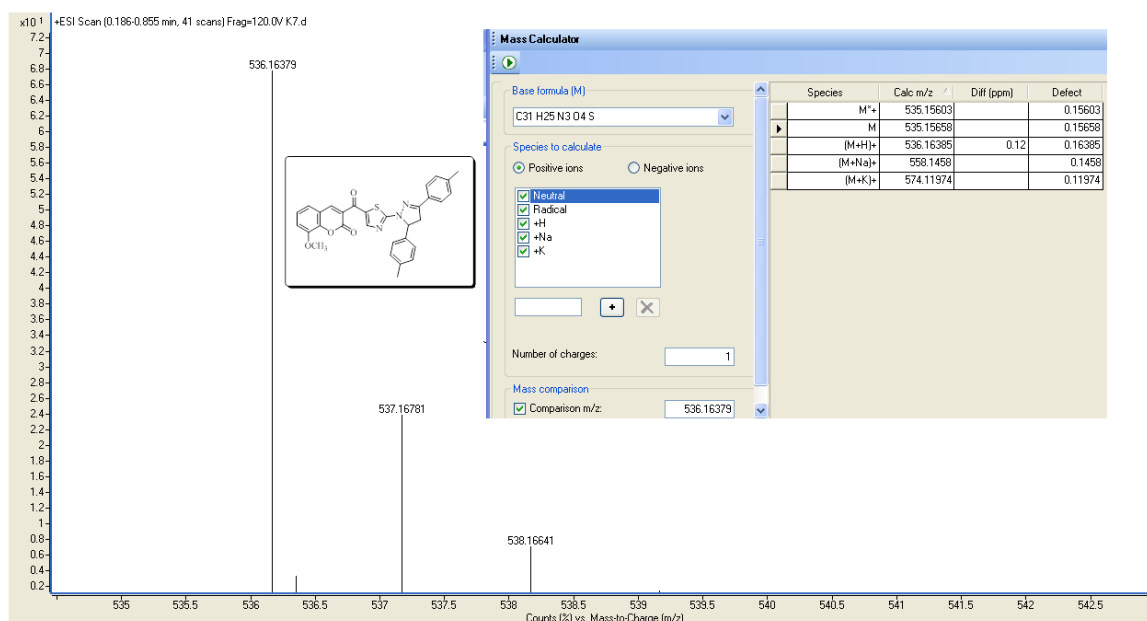 x10 1 +ESI Scan (0.186-0.855 min, 41 scans) Frag=120.0V K7.d
7.2
7
6.8
6.6
6.4
6.2
6
5.8
5.6
5.4
5.2
5
4.8
4.6
4.4
4.2
4
3.8
3.6
3.4
3.2
3
2.8
2.6
2.4
2.2
2
1.8
1.6
1.4
1.2
1
0.8
0.6
0.4
0.2
536.16379
537.16781
538.16641
O
S
N
N
N
O
O
OCH3
Mass Calculator
Base formula (M)
C31 H25 N3 O4 S
Species to calculate
Positive ions Negative ions
Neutral
Radical
+H
+Na
+K
+
Number of charges: 1
Mass comparison
Comparison m/z: 536.16379
Species Calc m/z Diff (ppm) Defect
M*+ 535.15603 0.15603
M 535.15658 0.15658
(M+H)+ 536.16385 0.12 0.16385
(M+Na)+ 558.1458 0.1458
(M+K)+ 574.11974 0.11974
535 535.5 536 536.5 537 537.5 538 538.5 539 539.5 540 540.5 541 541.5 542 542.5
Counts (%) vs. Mass-to-Charge (m/z)